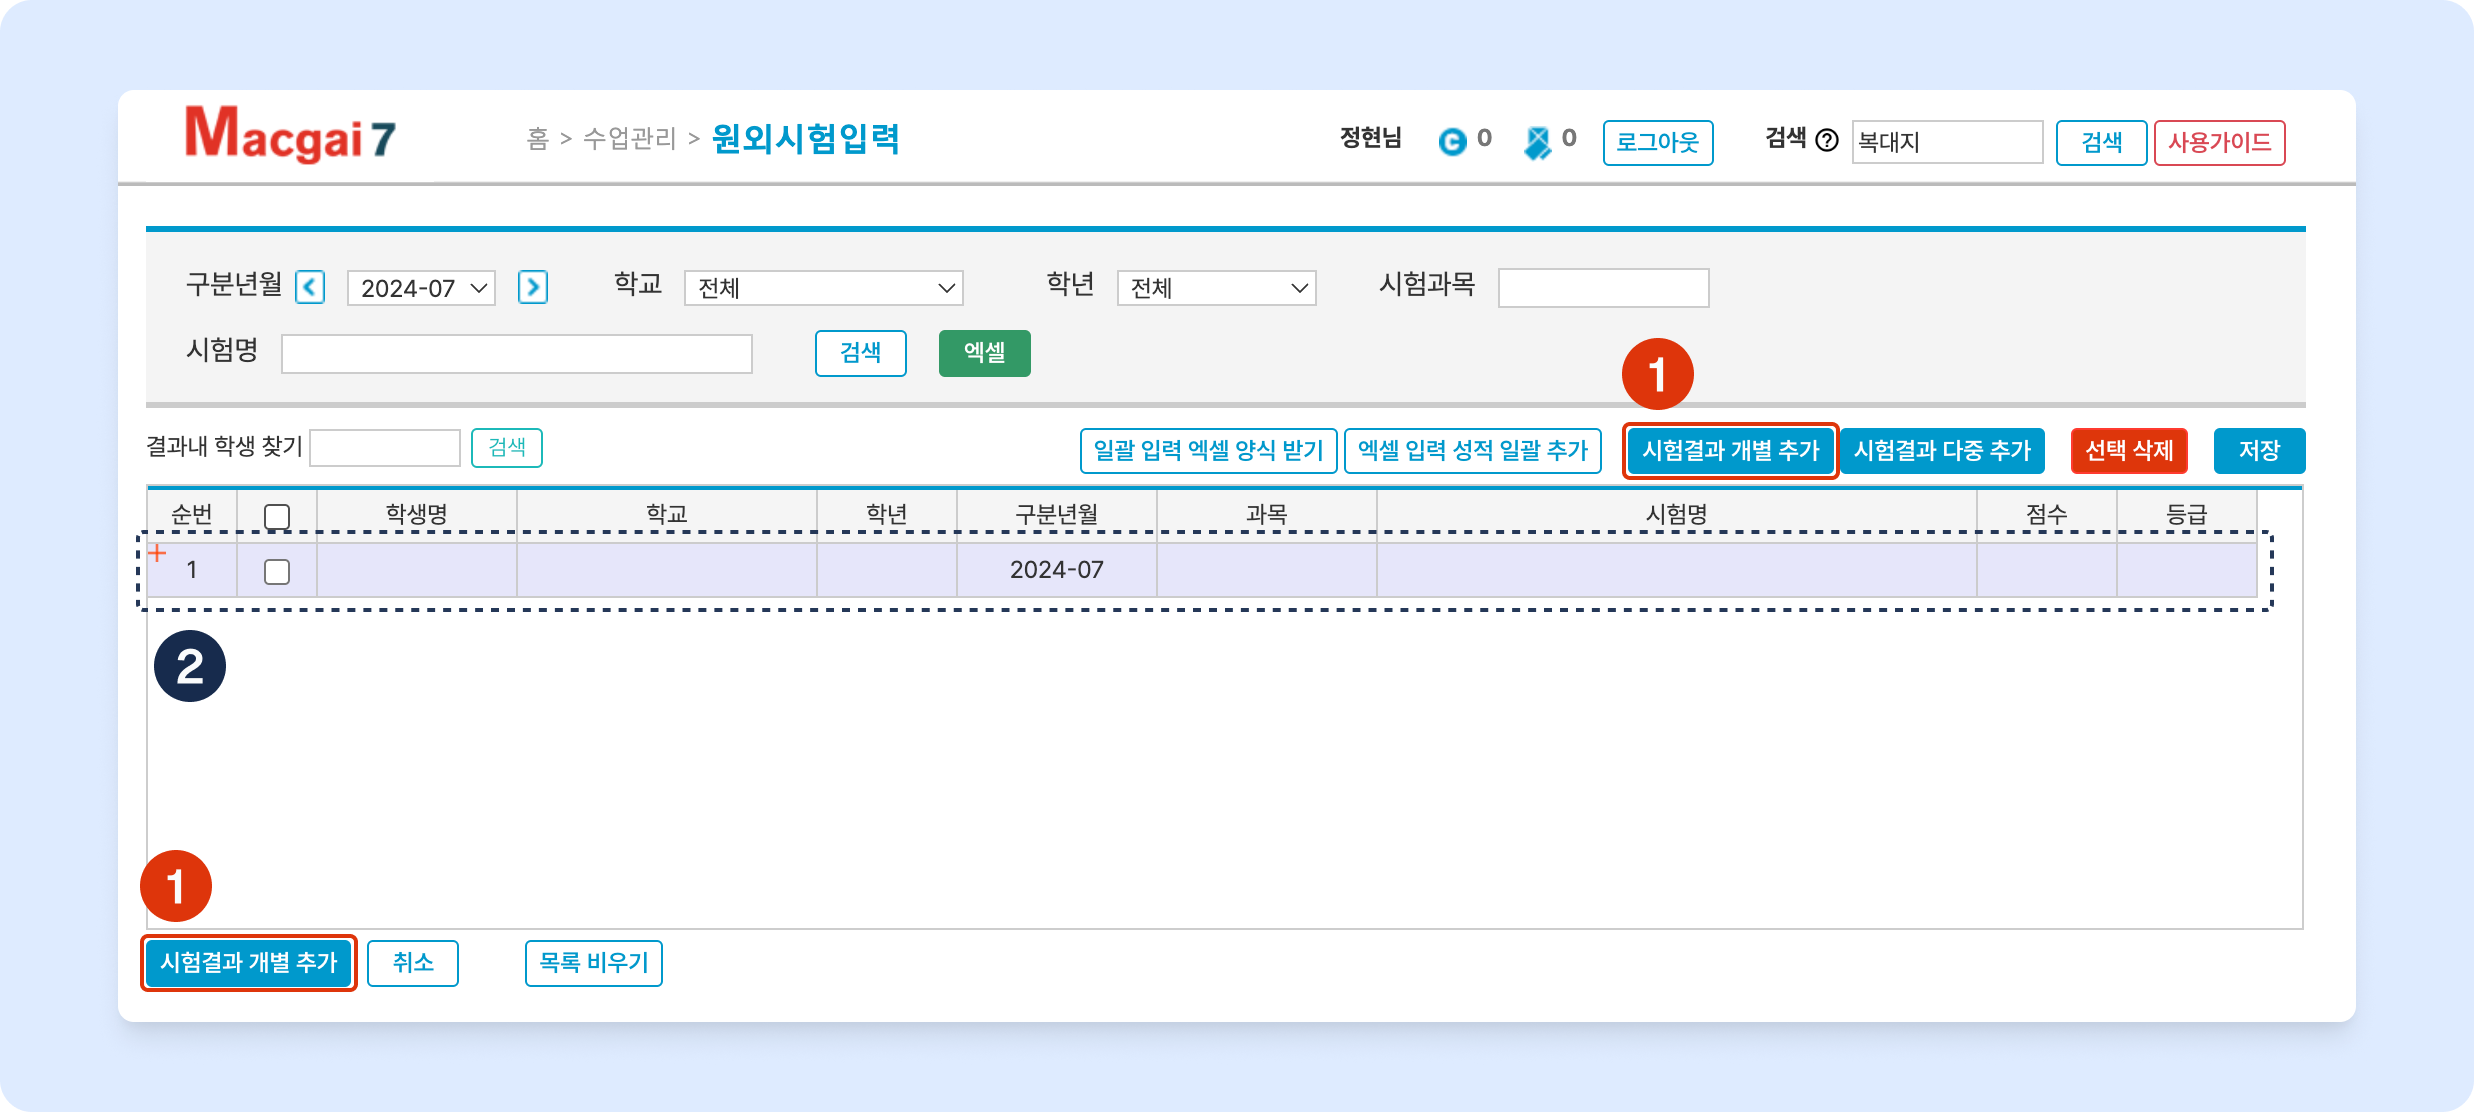 Macgai 7
홈 > 수업관리 > 원외시험입력
정현님 0 0 로그아웃 검색 ? 복대지 검색 사용가이드
구분년월 2024-07 학교 전체 학년 전체 시험과목
시험명 검색 엑셀
1
결과내 학생 찾기 검색 일괄 입력 엑셀 양식 받기 엑셀 입력 성적 일괄 추가 시험결과 개별 추가 시험결과 다중 추가 선택 삭제 저장
순번 학생명 학교 학년 구분년월 과목 시험명 점수 등급
1 2024-07
2
1
시험결과 개별 추가 취소 목록 비우기